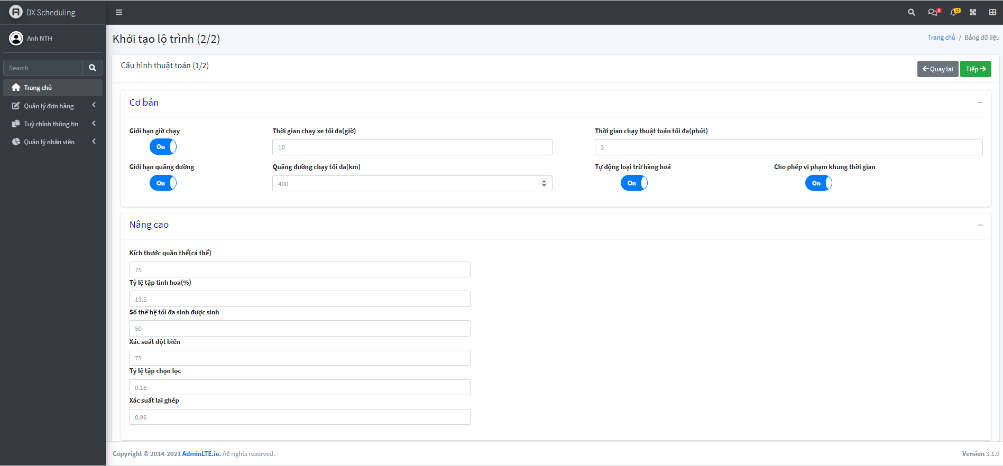 DX Scheduling
Anh NTH
Search
Trang chủ
Quản lý đơn hàng
Tuỳ chỉnh thông tin
Quản lý nhân viên
Khởi tạo lộ trình (2/2)
Trang chủ / Bảng dữ liệu
Cấu hình thuật toán (1/2)
Quay lại
Tiếp
Cơ bản
Giới hạn giờ chạy
Thời gian chạy xe tối đa(giờ)
Thời gian chạy thuật toán tối đa(phút)
On
10
2
Giới hạn quãng đường
Quãng đường chạy tối đa(km)
Tự động loại trừ hàng hoá
Cho phép vi phạm khung thời gian
On
400
On
On
Nâng cao
Kích thước quần thể(cá thể)
75
Tỷ lệ tập tinh hoa(%)
13.3
Số thế hệ tối đa sinh được sinh
50
Xác suất đột biến
75
Tỷ lệ tập chọn lọc
0.18
Xác suất lai ghép
0.96
Copyright © 2014-2021 AdminLTE.io. All rights reserved.
Version 3.1.0